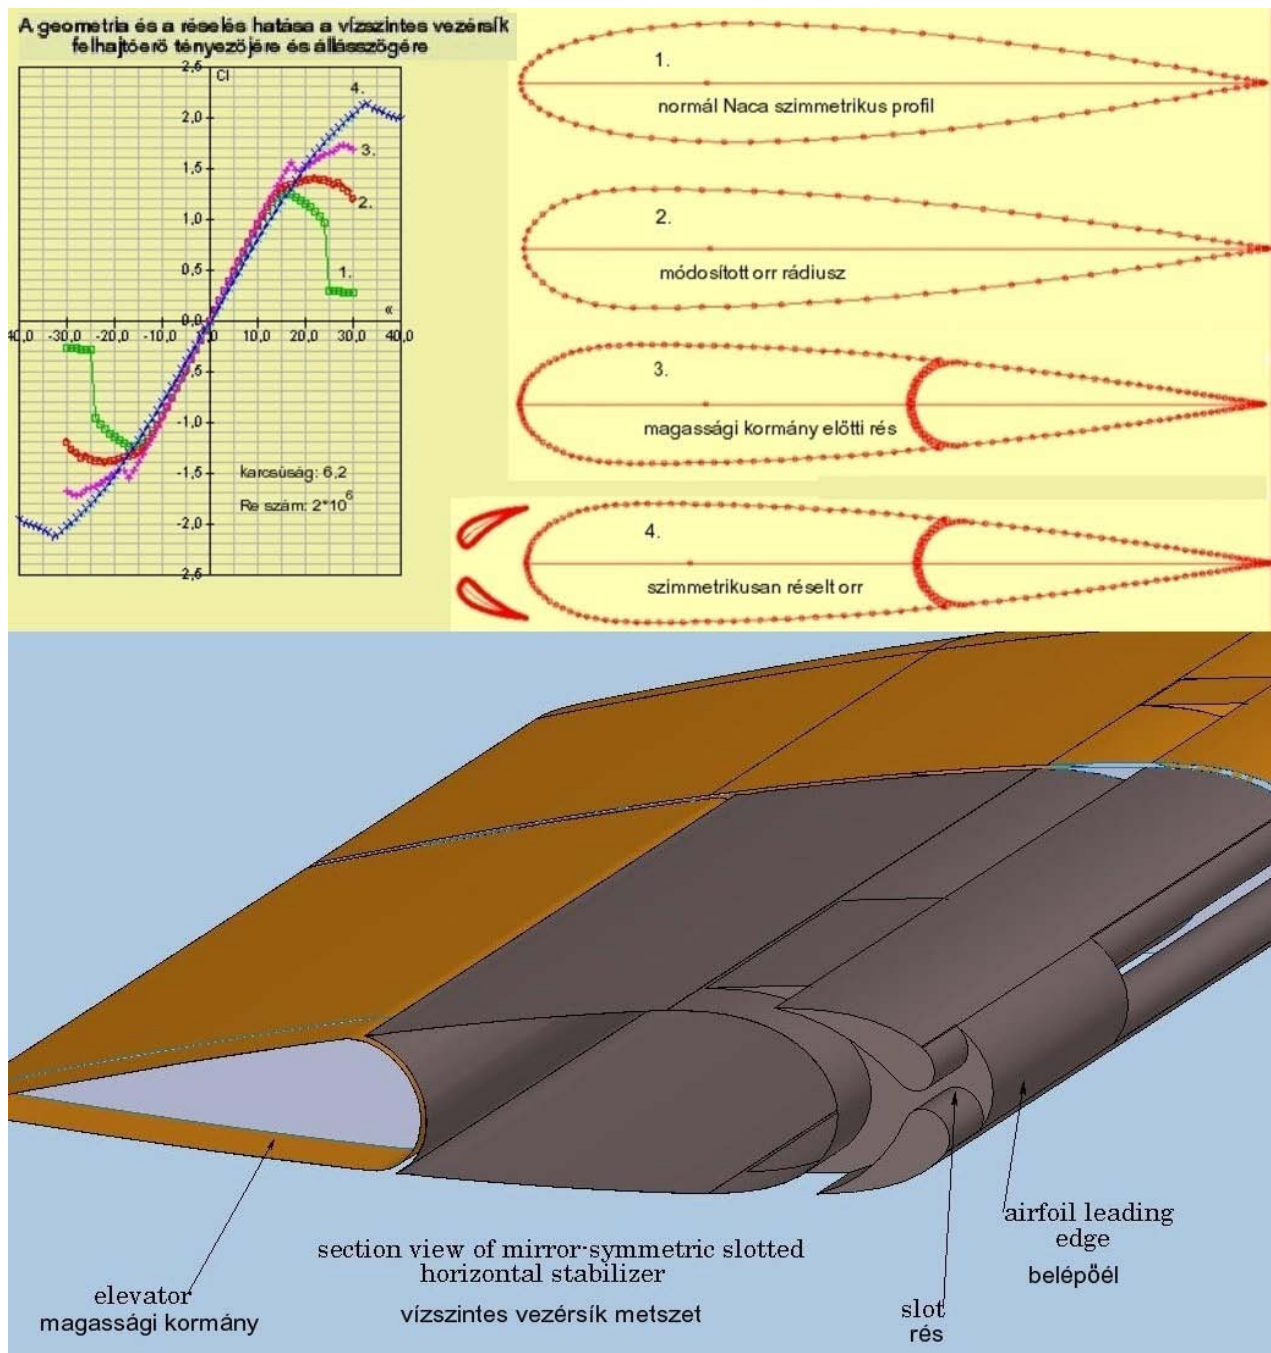 A geometria és a réselés hatása a vízszintes vezérsík
felhajtóerő tényezőjére és állásszögére
2,5
Cl
4.
2,0
3.
1,5
2.
1,0
0,5
1.
0,0
α
40,0 -30,0 -20,0 -10,0 0 10,0 20,0 30,0 40,0
,5
-1,0
-1,5
karcsúság: 6,2
Re szám: 2*10⁶
-2,0
2,5
1.
normál Naca szimmetrikus profil
2.
módosított orr rádiusz
3.
magassági kormány előtti rés
4.
szimmetrikusan réselt orr
airfoil leading
edge
belépőél
section view of mirror-symmetric slotted
horizontal stabilizer
vízszintes vezérsík metszet
elevator
magassági kormány
slot
rés